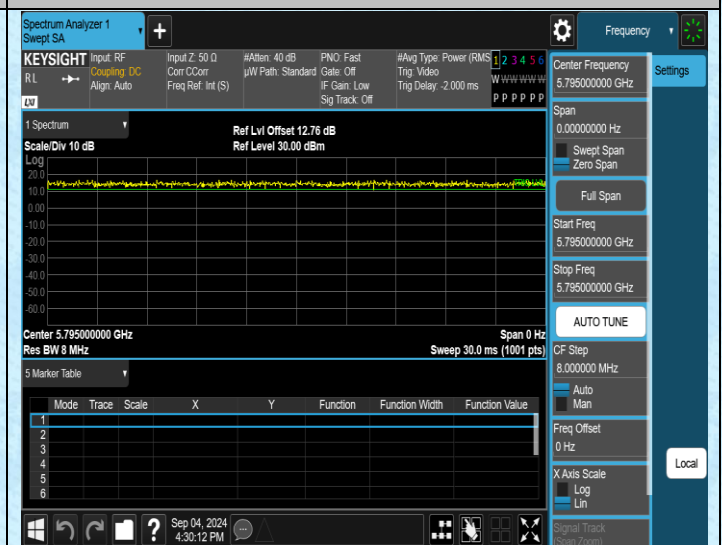 Spectrum Analyzer 1
Swept SA
Frequency
KEYSIGHT
RL
LXI
Input: RF
Coupling: DC
Align: Auto
Input Z: 50 Ω
Corr CCorr
Freq Ref: Int (S)
#Atten: 40 dB
µW Path: Standard
PNO: Fast
Gate: Off
IF Gain: Low
Sig Track: Off
#Avg Type: Power (RMS
Trig: Video
Trig Delay: -2.000 ms
1 2 3 4 5 6
W W W W W W
P P P P P P
1 Spectrum
Scale/Div 10 dB
Ref Lvl Offset 12.76 dB
Ref Level 30.00 dBm
Log
20.0
10.0
0.00
-10.0
-20.0
-30.0
-40.0
-50.0
-60.0
Center 5.795000000 GHz
Span 0 Hz
Res BW 8 MHz
Sweep 30.0 ms (1001 pts)
5 Marker Table
Mode Trace Scale X Y Function Function Width Function Value
1
2
3
4
5
6
Sep 04, 2024
4:30:12 PM
Center Frequency
5.795000000 GHz
Span
0.00000000 Hz
Swept Span
Zero Span
Full Span
Start Freq
5.795000000 GHz
Stop Freq
5.795000000 GHz
AUTO TUNE
CF Step
8.000000 MHz
Auto
Man
Freq Offset
0 Hz
X Axis Scale
Log
Lin
Signal Track
(Span Zoom)
Settings
Local